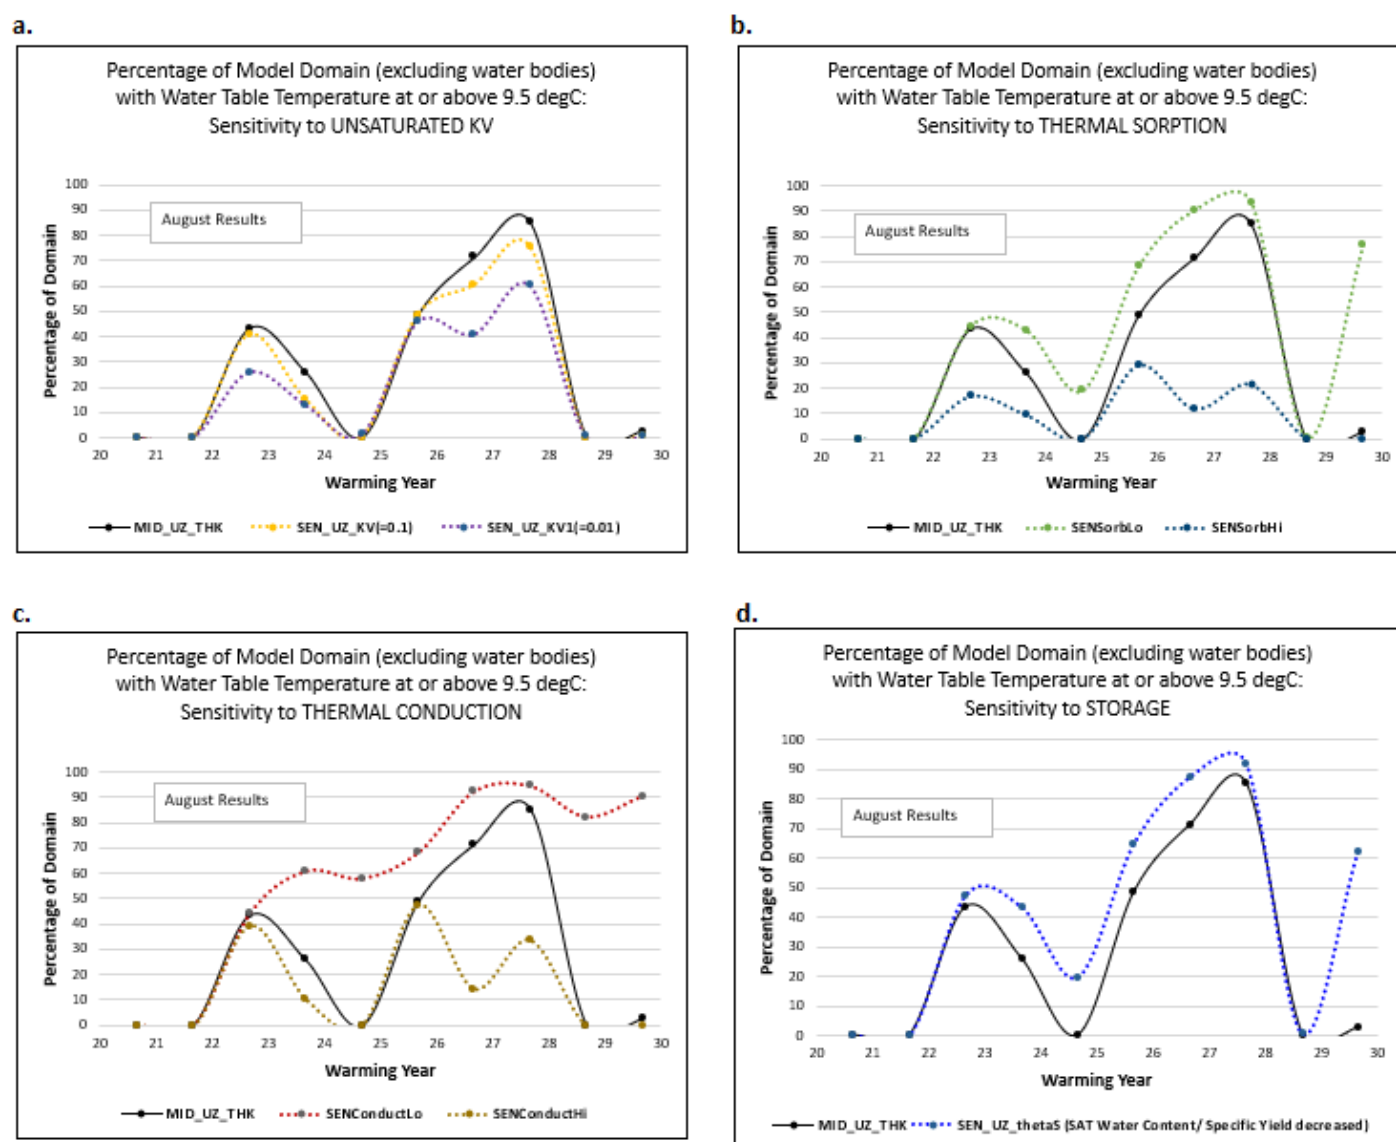 a.
Percentage of Model Domain (excluding water bodies)
with Water Table Temperature at or above 9.5 degC:
Sensitivity to UNSATURATED KV
August Results
Percentage of Domain
100
90
80
70
60
50
40
30
20
10
0
20 21 22 23 24 25 26 27 28 29 30
Warming Year
MID_UZ_THK SEN_UZ_KV(=0.1) SEN_UZ_KV1(=0.01)
b.
Percentage of Model Domain (excluding water bodies)
with Water Table Temperature at or above 9.5 degC:
Sensitivity to THERMAL SORPTION
August Results
Percentage of Domain
100
90
80
70
60
50
40
30
20
10
0
20 21 22 23 24 25 26 27 28 29 30
Warming Year
MID_UZ_THK SENSorbLo SENSorbHi
c.
Percentage of Model Domain (excluding water bodies)
with Water Table Temperature at or above 9.5 degC:
Sensitivity to THERMAL CONDUCTION
August Results
Percentage of Domain
100
90
80
70
60
50
40
30
20
10
0
20 21 22 23 24 25 26 27 28 29 30
Warming Year
MID_UZ_THK SENConductLo SENConductHi
d.
Percentage of Model Domain (excluding water bodies)
with Water Table Temperature at or above 9.5 degC:
Sensitivity to STORAGE
August Results
Percentage of Domain
100
90
80
70
60
50
40
30
20
10
0
20 21 22 23 24 25 26 27 28 29 30
Warming Year
MID_UZ_THK SEN_UZ_thetaS (SAT Water Content/ Specific Yield decreased)